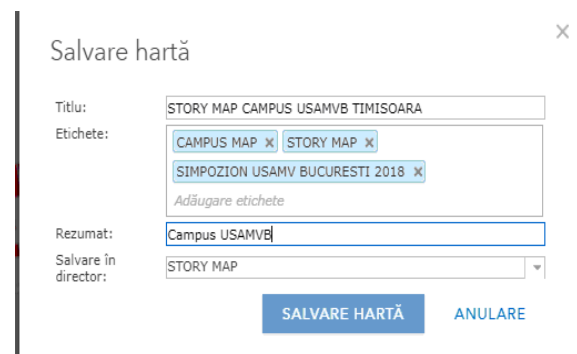 Salvare hartă
Titlu: STORY MAP CAMPUS USAMVB TIMISOARA
Etichete: CAMPUS MAP x STORY MAP x
SIMPOZION USAMV BUCURESTI 2018 x
Adăugare etichete
Rezumat: Campus USAMVB
Salvare în director: STORY MAP
SALVARE HARTĂ ANULARE